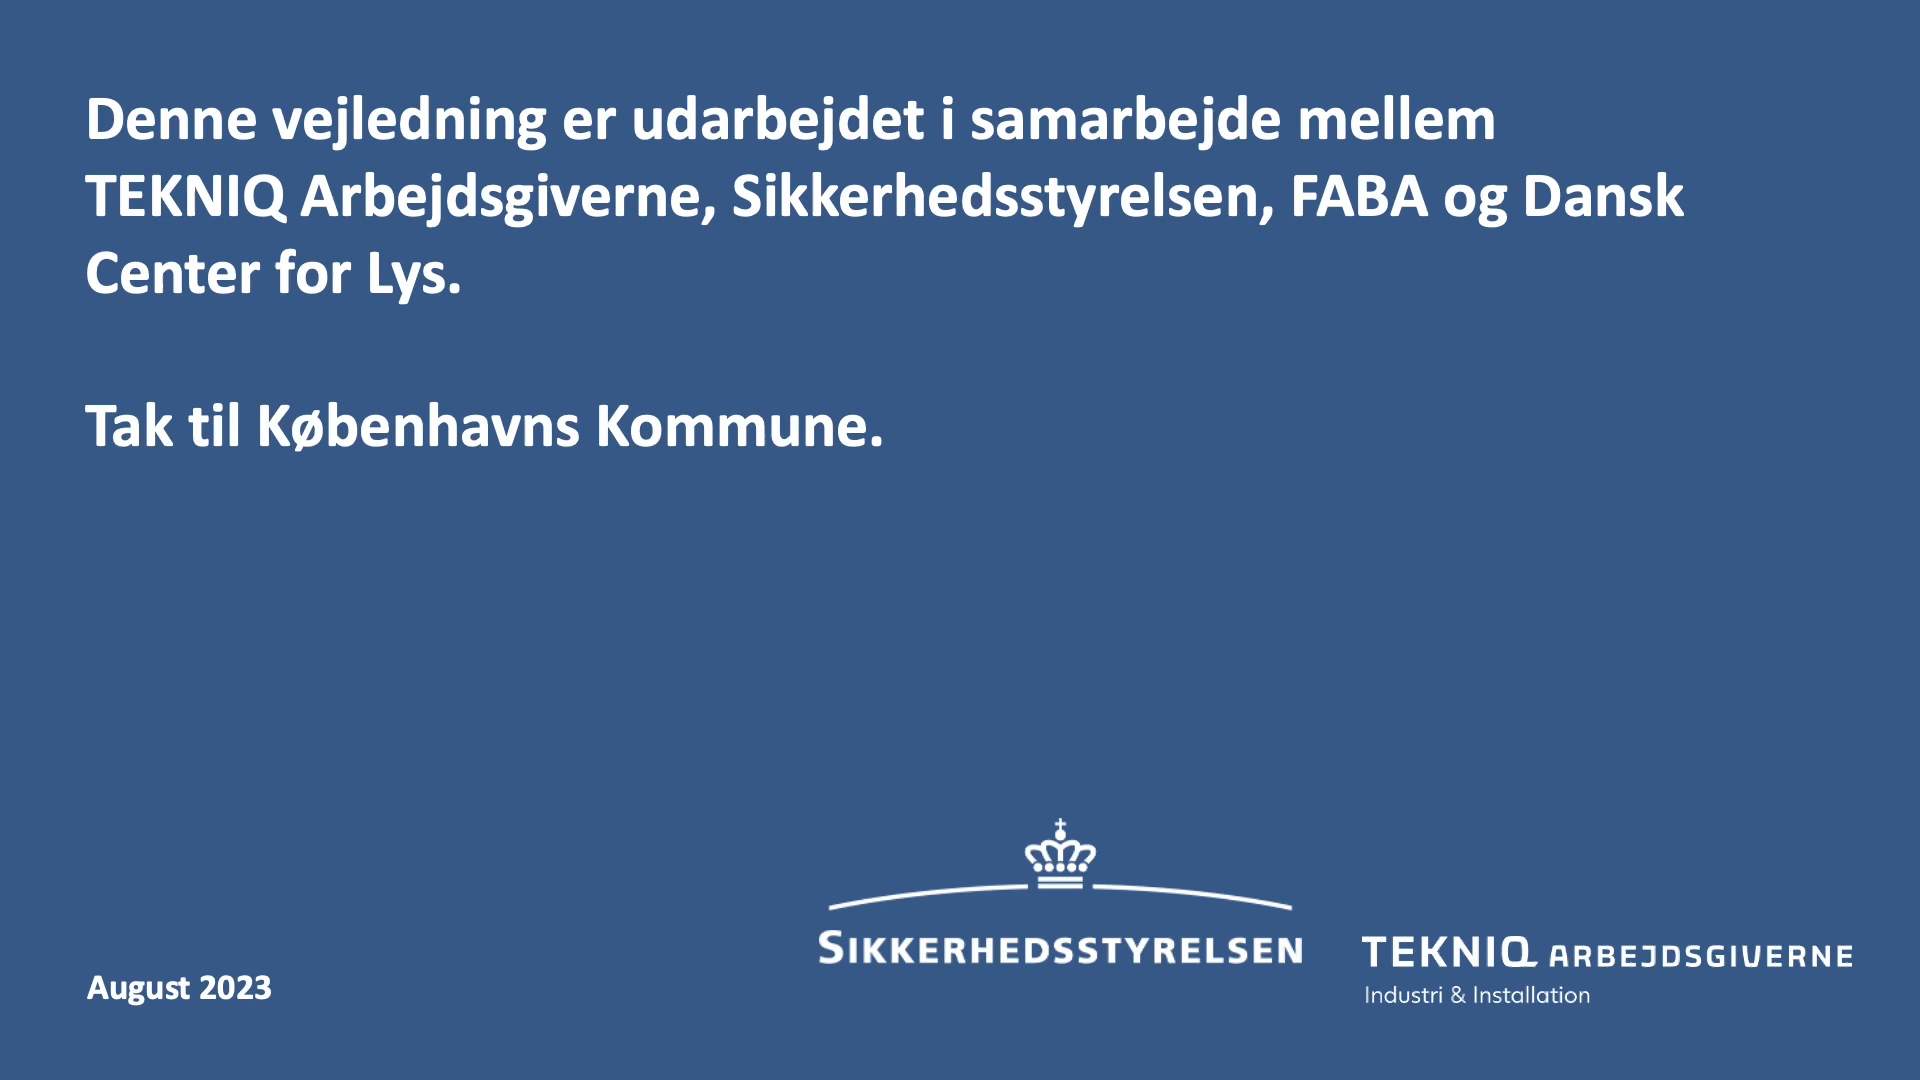 Denne vejledning er udarbejdet i samarbejde mellem
TEKNIQ Arbejdsgiverne, Sikkerhedsstyrelsen, FABA og Dansk
Center for Lys.
Tak til Københavns Kommune.
August 2023
SIKKERHEDSSTYRELSEN
TEKNIQ ARBEJDSGIVERNE
Industri & Installation